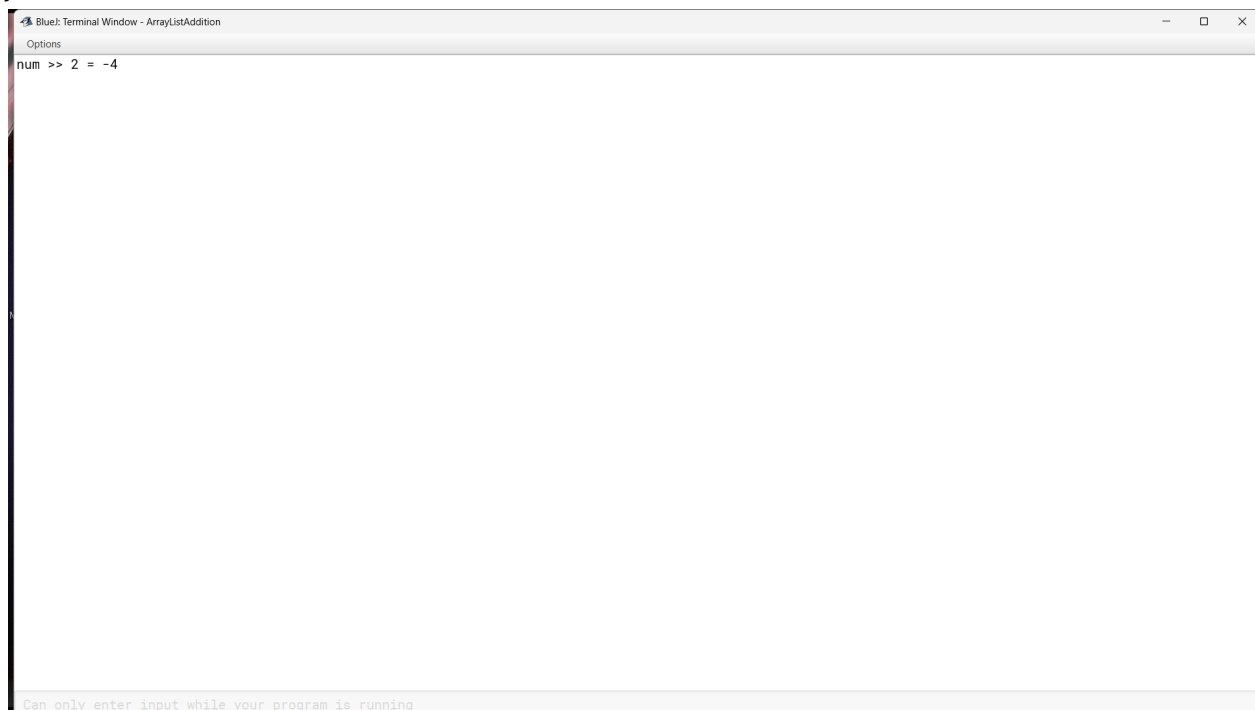 BlueJ: Terminal Window - ArrayListAddition
Options
num >> 2 = -4
Can only enter input while your program is running